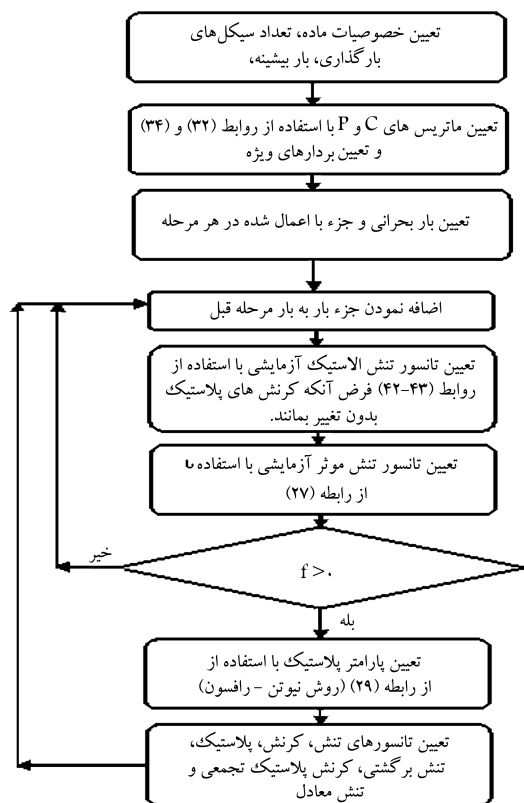 تعیین خصوصیات ماده، تعداد سیکل‌های
بارگذاری، بار بیشینه،
تعیین ماتریس های C و P با استفاده از روابط (۳۲) و (۳۴)
و تعیین بردارهای ویژه
تعیین بار بحرانی و جزء با اعمال شده در هر مرحله
اضافه نمودن جزء بار به بار مرحله قبل
تعیین تانسور تنش الاستیک آزمایشی با استفاده از
روابط (۴۳-۴۲) فرض آنکه کرنش های پلاستیک
بدون تغییر بمانند.
تعیین تانسور تنش موثر آزمایشی با استفاده
از رابطه (۲۷)
خیر
f >۰
بله
تعیین پارامتر پلاستیک با استفاده از
از رابطه (۲۹) (روش نیوتن - رافسون)
تعیین تانسورهای تنش، کرنش، پلاستیک،
تنش برگشتی، کرنش پلاستیک تجمعی و
تنش معادل